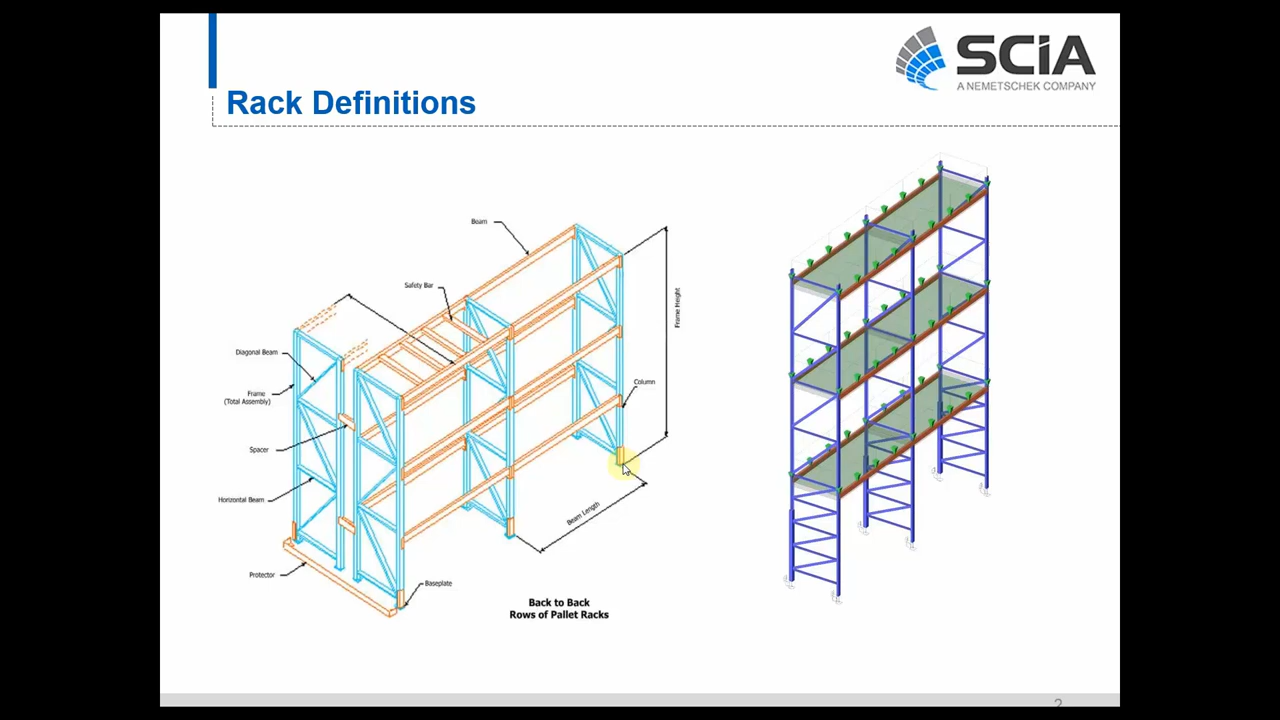 SCIA
A NEMETSCHEK COMPANY
Rack Definitions
Beam
Safety Bar
Frame Height
Diagonal Beam
Column
Frame
(Total Assembly)
Spacer
Horizontal Beam
Beam Length
Protector
Baseplate
Back to Back
Rows of Pallet Racks
2